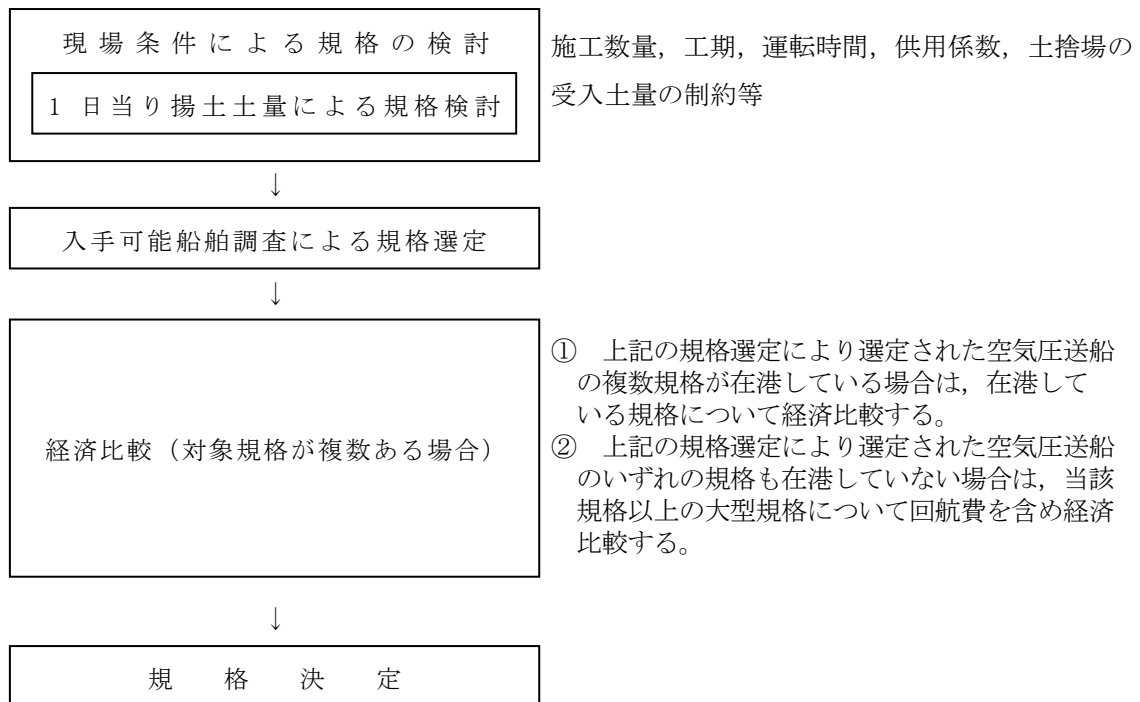 現場条件による規格の検討
施工数量，工期，運転時間，供用係数，土捨場の
1 日当り揚土土量による規格検討
受入土量の制約等
↓
入手可能船舶調査による規格選定
↓
① 上記の規格選定により選定された空気圧送船
の複数規格が在港している場合は，在港して
いる規格について経済比較する。
経済比較（対象規格が複数ある場合）
② 上記の規格選定により選定された空気圧送船
のいずれの規格も在港していない場合は，当該
規格以上の大型規格について回航費を含め経済
比較する。
↓
規 格 決 定